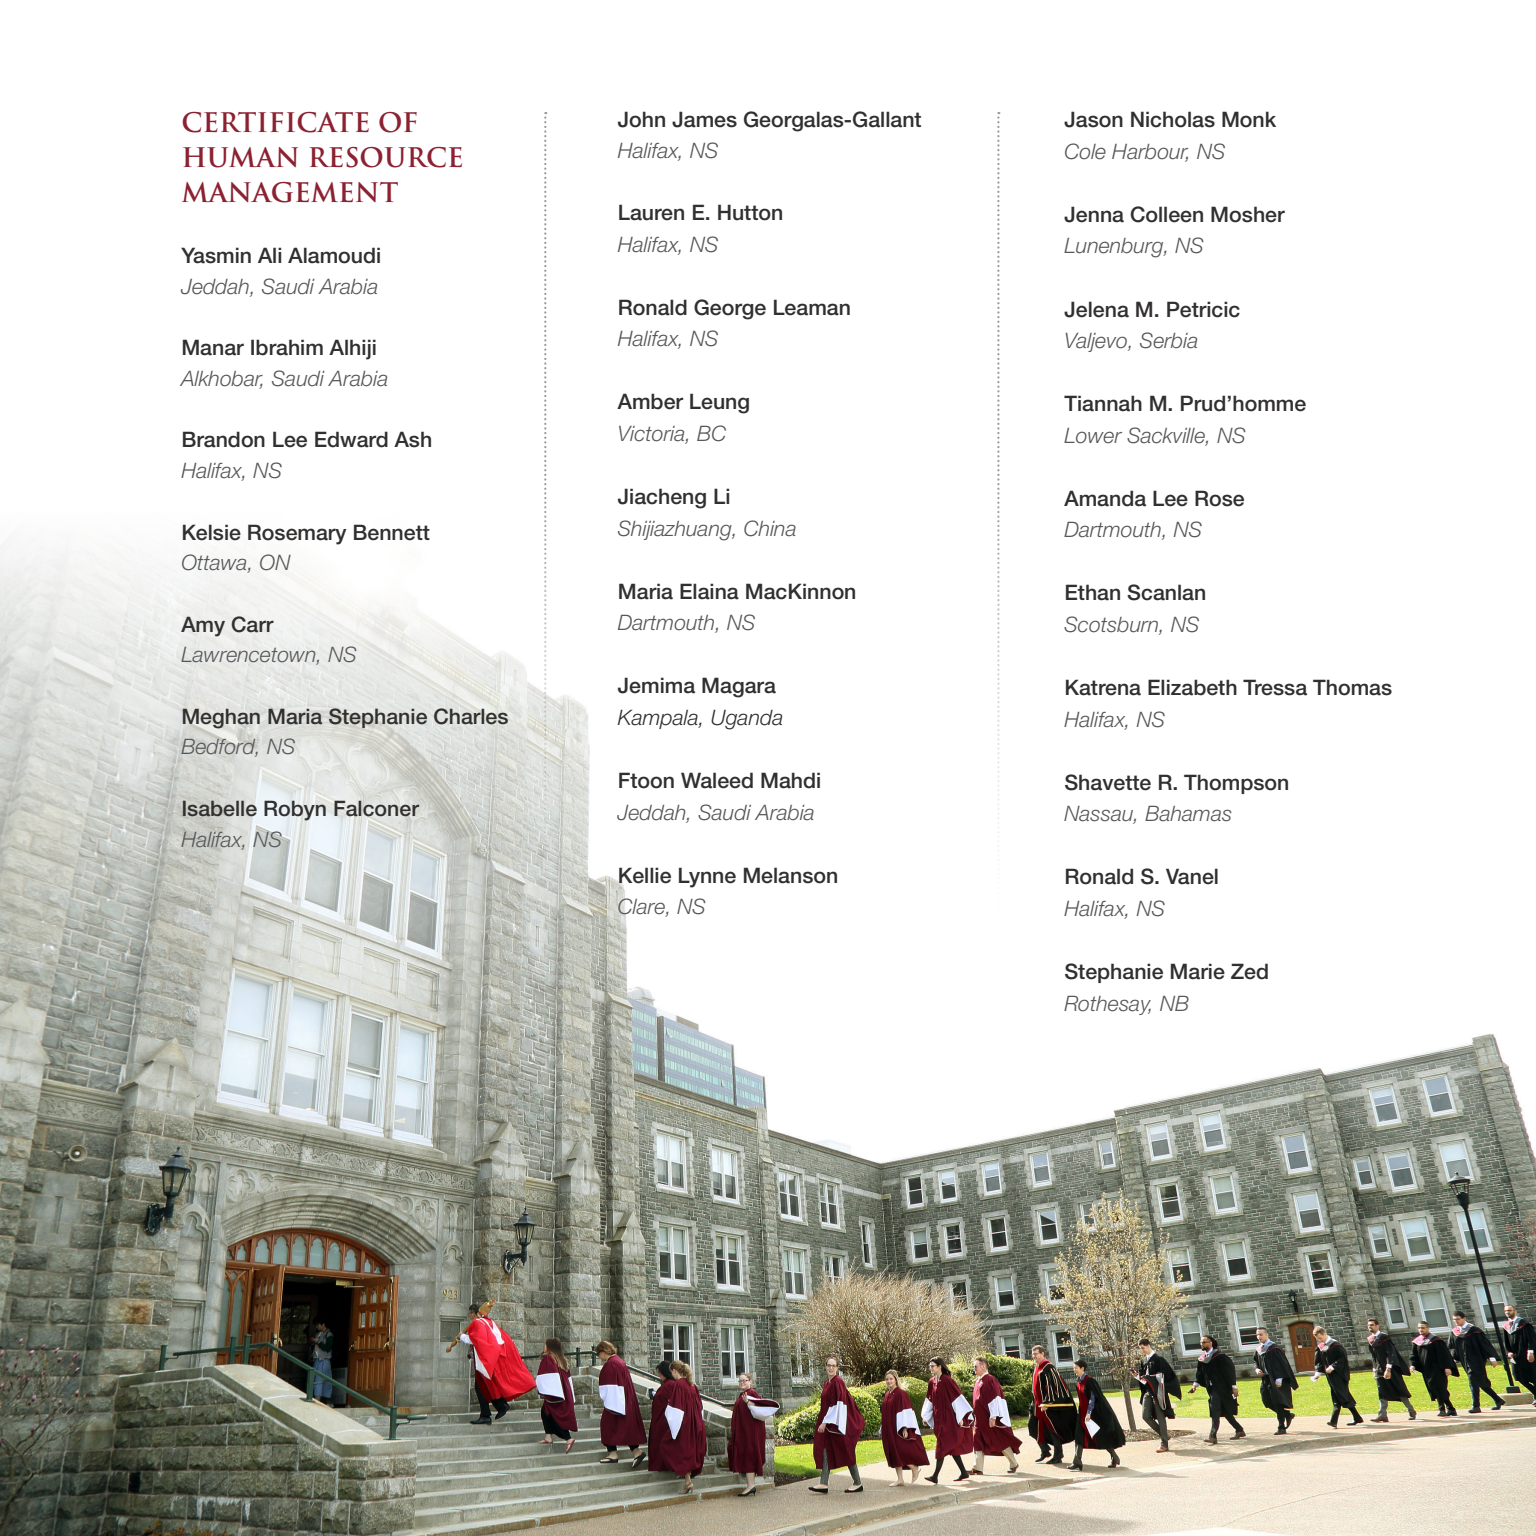 CERTIFICATE OF
HUMAN RESOURCE
MANAGEMENT
Yasmin Ali Alamoudi
Jeddah, Saudi Arabia
Manar Ibrahim Alhiji
Alkhobar, Saudi Arabia
Brandon Lee Edward Ash
Halifax, NS
Kelsie Rosemary Bennett
Ottawa, ON
Amy Carr
Lawrencetown, NS
Meghan Maria Stephanie Charles
Bedford, NS
Isabelle Robyn Falconer
Halifax, NS
John James Georgalas-Gallant
Halifax, NS
Lauren E. Hutton
Halifax, NS
Ronald George Leaman
Halifax, NS
Amber Leung
Victoria, BC
Jiacheng Li
Shijiazhuang, China
Maria Elaina MacKinnon
Dartmouth, NS
Jemima Magara
Kampala, Uganda
Ftoon Waleed Mahdi
Jeddah, Saudi Arabia
Kellie Lynne Melanson
Clare, NS
Jason Nicholas Monk
Cole Harbour, NS
Jenna Colleen Mosher
Lunenburg, NS
Jelena M. Petricic
Valjevo, Serbia
Tiannah M. Prud’homme
Lower Sackville, NS
Amanda Lee Rose
Dartmouth, NS
Ethan Scanlan
Scotsburn, NS
Katrena Elizabeth Tressa Thomas
Halifax, NS
Shavette R. Thompson
Nassau, Bahamas
Ronald S. Vanel
Halifax, NS
Stephanie Marie Zed
Rothesay, NB
923